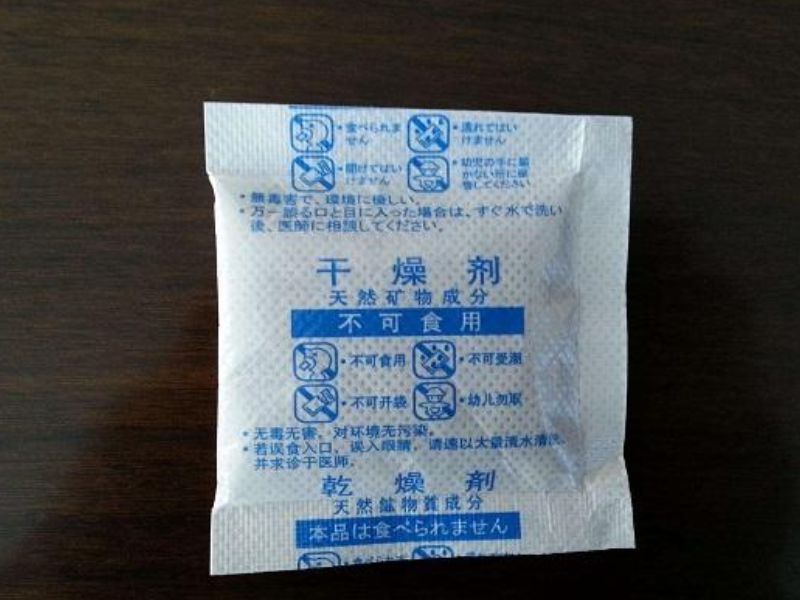 ・食べられま
せん
・濡れてはい
けません
・開けてはい
けません
・幼児の手に届
かない所に保
管してください
・無毒害で、環境に優しい。
・万一誤る口と目に入った場合は、すぐ水で洗い
後、医師に相談してください。
干燥剂
天然矿物成分
不可食用
・不可食用
・不可受潮
・不可开袋
・幼儿勿取
・无毒无害，对环境无污染。
・若误食入口，误入眼睛，请速以大量清水清洗，
并求诊于医师。
乾燥剤
天然鉱物質成分
本品は食べられません
・食べられま